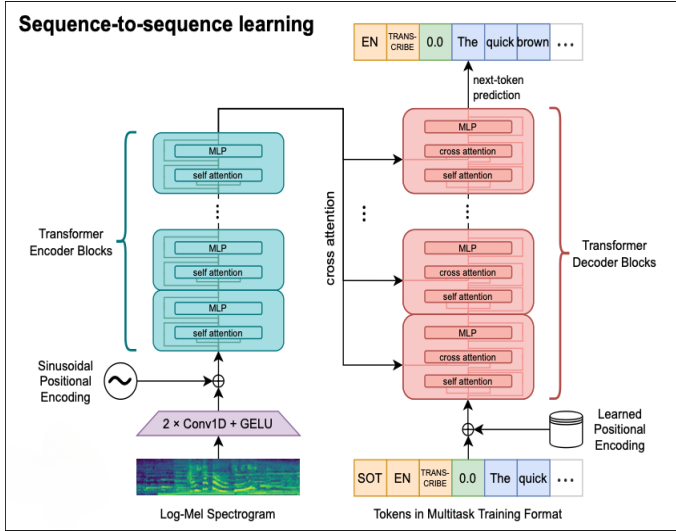 Sequence-to-sequence learning
EN TRANS-CRIBE 0.0 The quick brown ...
next-token
prediction
MLP
self attention
MLP
self attention
MLP
self attention
Transformer
Encoder Blocks
cross attention
MLP
cross attention
self attention
MLP
cross attention
self attention
MLP
cross attention
self attention
Transformer
Decoder Blocks
Sinusoidal
Positional
Encoding
2 × Conv1D + GELU
Log-Mel Spectrogram
Learned
Positional
Encoding
SOT EN TRANS-CRIBE 0.0 The quick ...
Tokens in Multitask Training Format